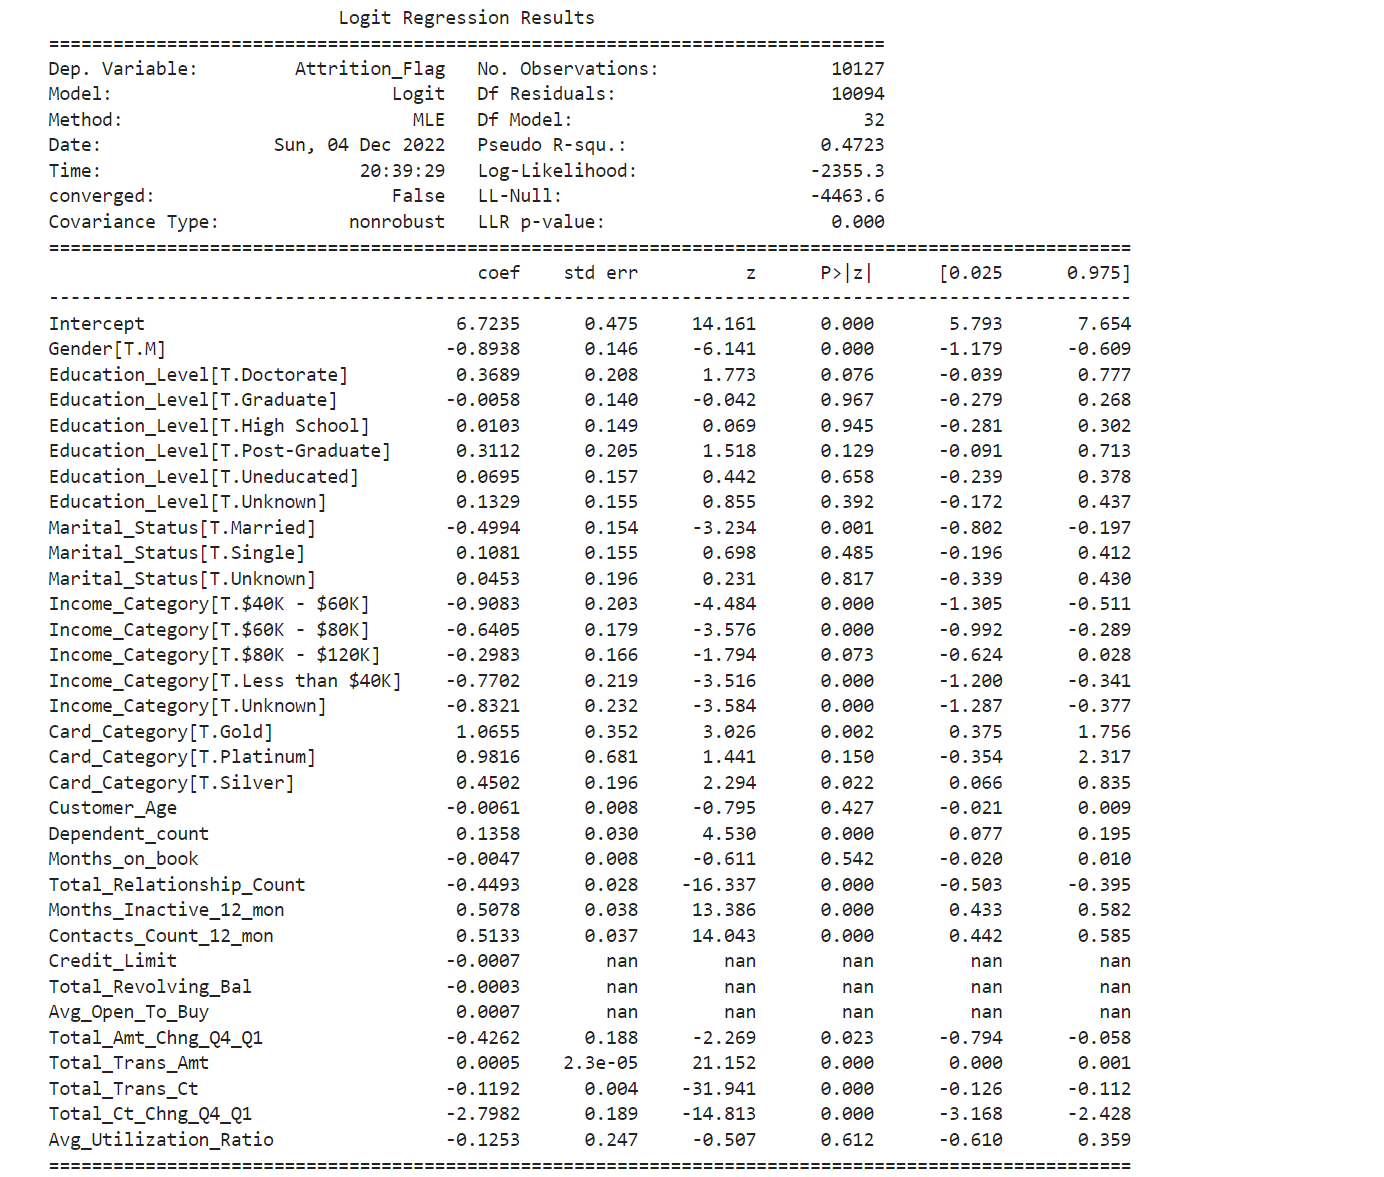 Logit Regression Results
==============================================================================
Dep. Variable: Attrition_Flag No. Observations: 10127
Model: Logit Df Residuals: 10094
Method: MLE Df Model: 32
Date: Sun, 04 Dec 2022 Pseudo R-squ.: 0.4723
Time: 20:39:29 Log-Likelihood: -2355.3
converged: False LL-Null: -4463.6
Covariance Type: nonrobust LLR p-value: 0.000
=====================================================================================================
coef std err z P>|z| [0.025 0.975]
-----------------------------------------------------------------------------------------------------
Intercept 6.7235 0.475 14.161 0.000 5.793 7.654
Gender[T.M] -0.8938 0.146 -6.141 0.000 -1.179 -0.609
Education_Level[T.Doctorate] 0.3689 0.208 1.773 0.076 -0.039 0.777
Education_Level[T.Graduate] -0.0058 0.140 -0.042 0.967 -0.279 0.268
Education_Level[T.High School] 0.0103 0.149 0.069 0.945 -0.281 0.302
Education_Level[T.Post-Graduate] 0.3112 0.205 1.518 0.129 -0.091 0.713
Education_Level[T.Uneducated] 0.0695 0.157 0.442 0.658 -0.239 0.378
Education_Level[T.Unknown] 0.1329 0.155 0.855 0.392 -0.172 0.437
Marital_Status[T.Married] -0.4994 0.154 -3.234 0.001 -0.802 -0.197
Marital_Status[T.Single] 0.1081 0.155 0.698 0.485 -0.196 0.412
Marital_Status[T.Unknown] 0.0453 0.196 0.231 0.817 -0.339 0.430
Income_Category[T.$40K - $60K] -0.9083 0.203 -4.484 0.000 -1.305 -0.511
Income_Category[T.$60K - $80K] -0.6405 0.179 -3.576 0.000 -0.992 -0.289
Income_Category[T.$80K - $120K] -0.2983 0.166 -1.794 0.073 -0.624 0.028
Income_Category[T.Less than $40K] -0.7702 0.219 -3.516 0.000 -1.200 -0.341
Income_Category[T.Unknown] -0.8321 0.232 -3.584 0.000 -1.287 -0.377
Card_Category[T.Gold] 1.0655 0.352 3.026 0.002 0.375 1.756
Card_Category[T.Platinum] 0.9816 0.681 1.441 0.150 -0.354 2.317
Card_Category[T.Silver] 0.4502 0.196 2.294 0.022 0.066 0.835
Customer_Age -0.0061 0.008 -0.795 0.427 -0.021 0.009
Dependent_count 0.1358 0.030 4.530 0.000 0.077 0.195
Months_on_book -0.0047 0.008 -0.611 0.542 -0.020 0.010
Total_Relationship_Count -0.4493 0.028 -16.337 0.000 -0.503 -0.395
Months_Inactive_12_mon 0.5078 0.038 13.386 0.000 0.433 0.582
Contacts_Count_12_mon 0.5133 0.037 14.043 0.000 0.442 0.585
Credit_Limit -0.0007 nan nan nan nan nan
Total_Revolving_Bal -0.0003 nan nan nan nan nan
Avg_Open_To_Buy 0.0007 nan nan nan nan nan
Total_Amt_Chng_Q4_Q1 -0.4262 0.188 -2.269 0.023 -0.794 -0.058
Total_Trans_Amt 0.0005 2.3e-05 21.152 0.000 0.000 0.001
Total_Trans_Ct -0.1192 0.004 -31.941 0.000 -0.126 -0.112
Total_Ct_Chng_Q4_Q1 -2.7982 0.189 -14.813 0.000 -3.168 -2.428
Avg_Utilization_Ratio -0.1253 0.247 -0.507 0.612 -0.610 0.359
=====================================================================================================